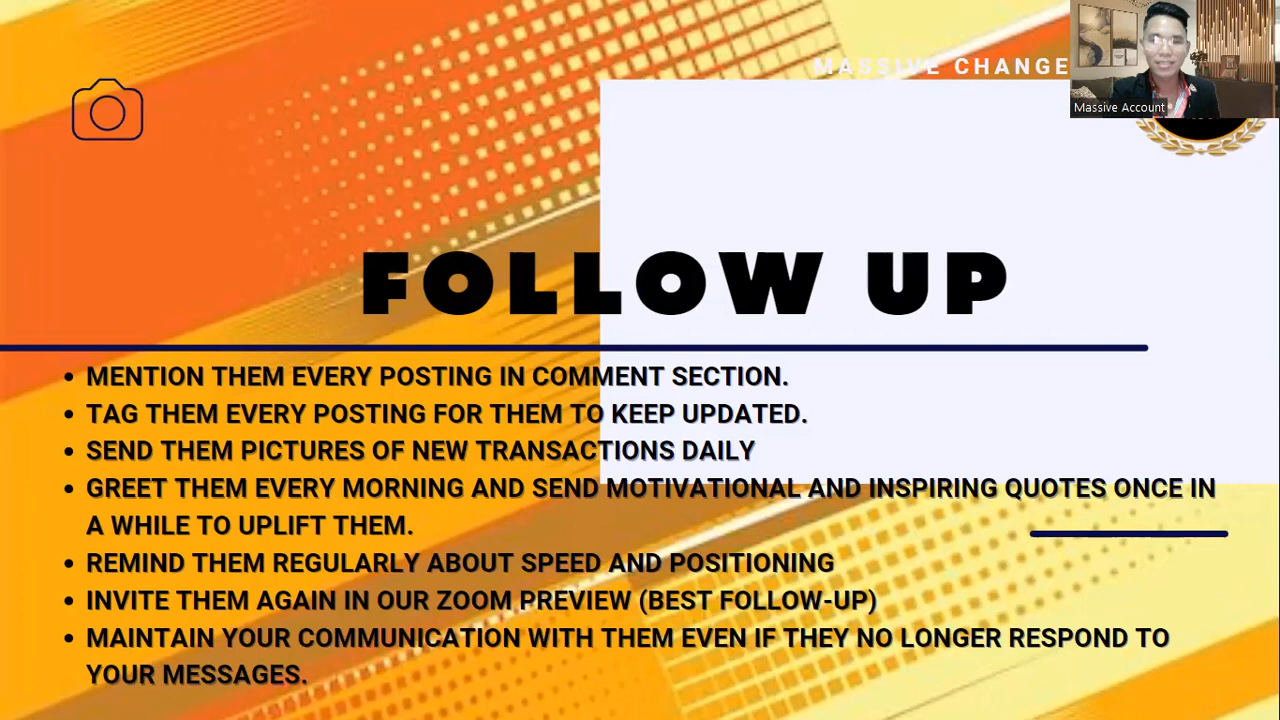 MASSIVE CHANGE
Massive Account
FOLLOW UP
• MENTION THEM EVERY POSTING IN COMMENT SECTION.
• TAG THEM EVERY POSTING FOR THEM TO KEEP UPDATED.
• SEND THEM PICTURES OF NEW TRANSACTIONS DAILY
• GREET THEM EVERY MORNING AND SEND MOTIVATIONAL AND INSPIRING QUOTES ONCE IN
A WHILE TO UPLIFT THEM.
• REMIND THEM REGULARLY ABOUT SPEED AND POSITIONING
• INVITE THEM AGAIN IN OUR ZOOM PREVIEW (BEST FOLLOW-UP)
• MAINTAIN YOUR COMMUNICATION WITH THEM EVEN IF THEY NO LONGER RESPOND TO
YOUR MESSAGES.